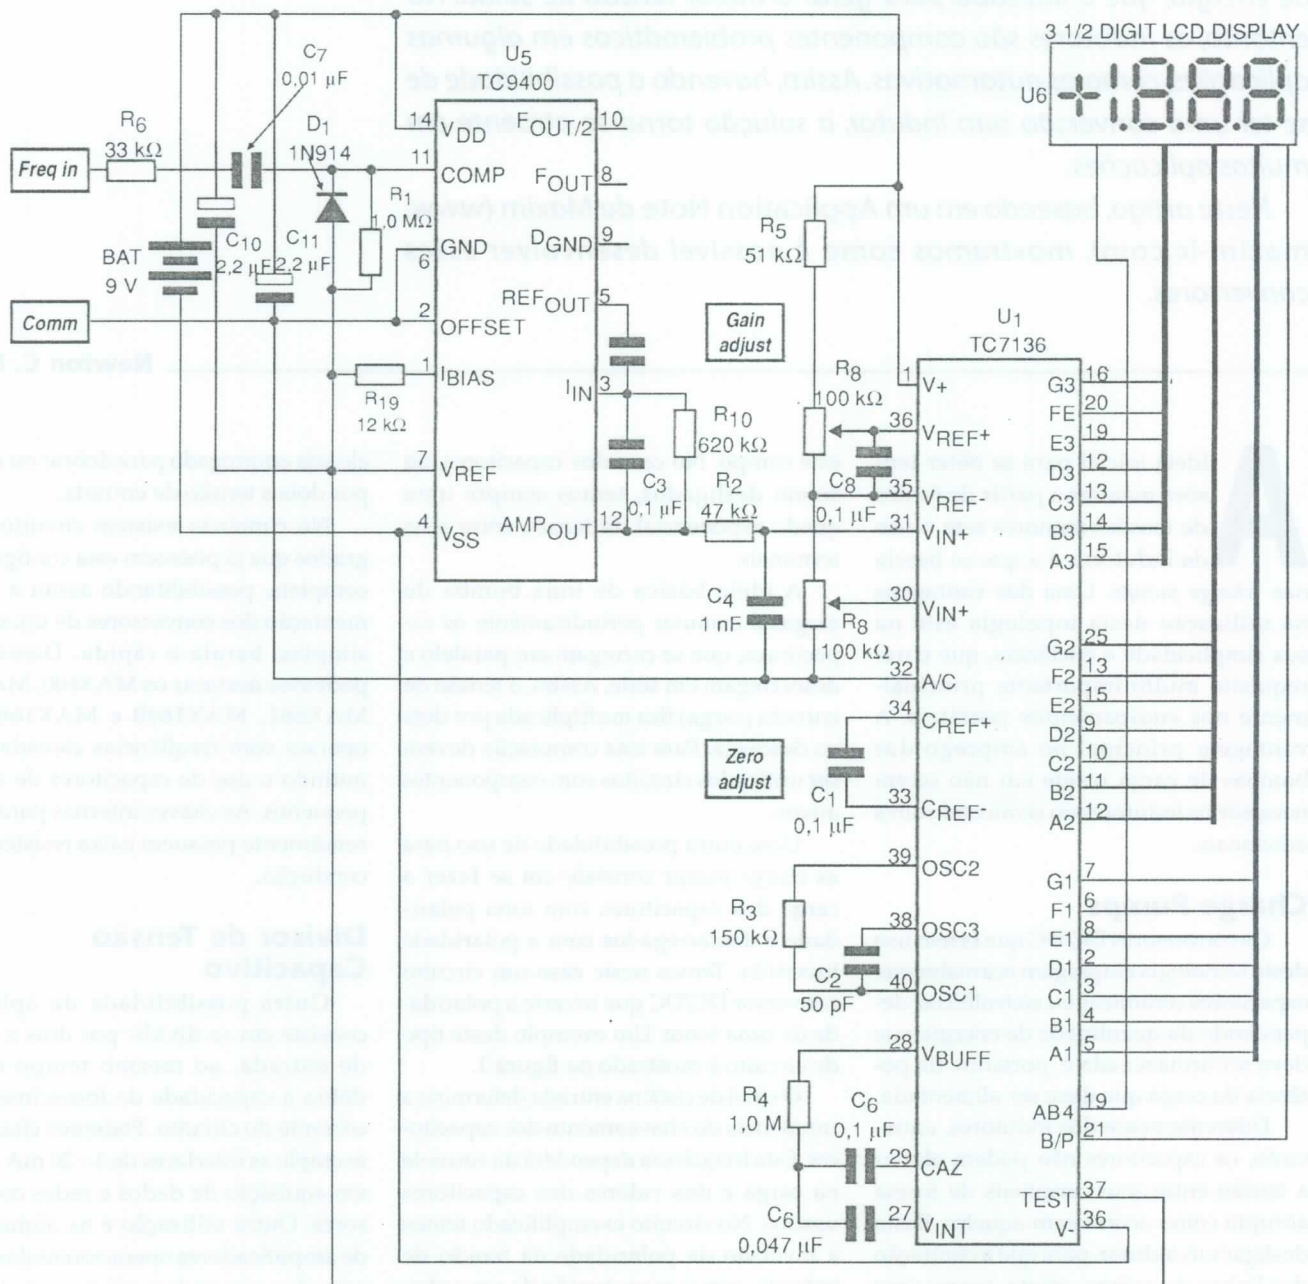 C7
0,01 µF
U5
TC9400
3 1/2 DIGIT LCD DISPLAY
U6
R6
33 kΩ
D1
1N914
14
VDD
FOUT/2
10
Freq in
11
COMP
FOUT
8
R1
1,0 MΩ
GND
DGND
9
6
C10
2,2 µF
C11
2,2 µF
BAT
9 V
REFOUT
5
Comm
2
OFFSET
R5
51 kΩ
Gain
adjust
U1
TC7136
1
IBIAS
IIN
3
R19
12 kΩ
R10
620 kΩ
R8
100 kΩ
1
V+
G3
16
36
VREF+
FE
20
E3
19
7
VREF
C3
0,1 µF
R2
47 kΩ
C8
0,1 µF
35
VREF-
F3
12
C3
13
4
VSS
AMP OUT
12
31
VIN+
B3
14
A3
15
C4
1 nF
30
VIN+
R8
100 kΩ
G2
25
32
A/C
F2
13
E2
15
34
CREF+
D2
9
Zero
adjust
C2
10
C1
0,1 µF
33
CREF-
B2
11
A2
12
39
OSC2
G1
7
R3
150 kΩ
38
OSC3
F1
6
E1
8
C2
50 pF
40
OSC1
D1
2
C1
3
B1
4
28
VBUFF
A1
5
R4
1,0 M
C6
0,1 µF
AB4
19
B/P
21
29
CAZ
TEST
37
C6
0,047 µF
27
VINT
V-
36